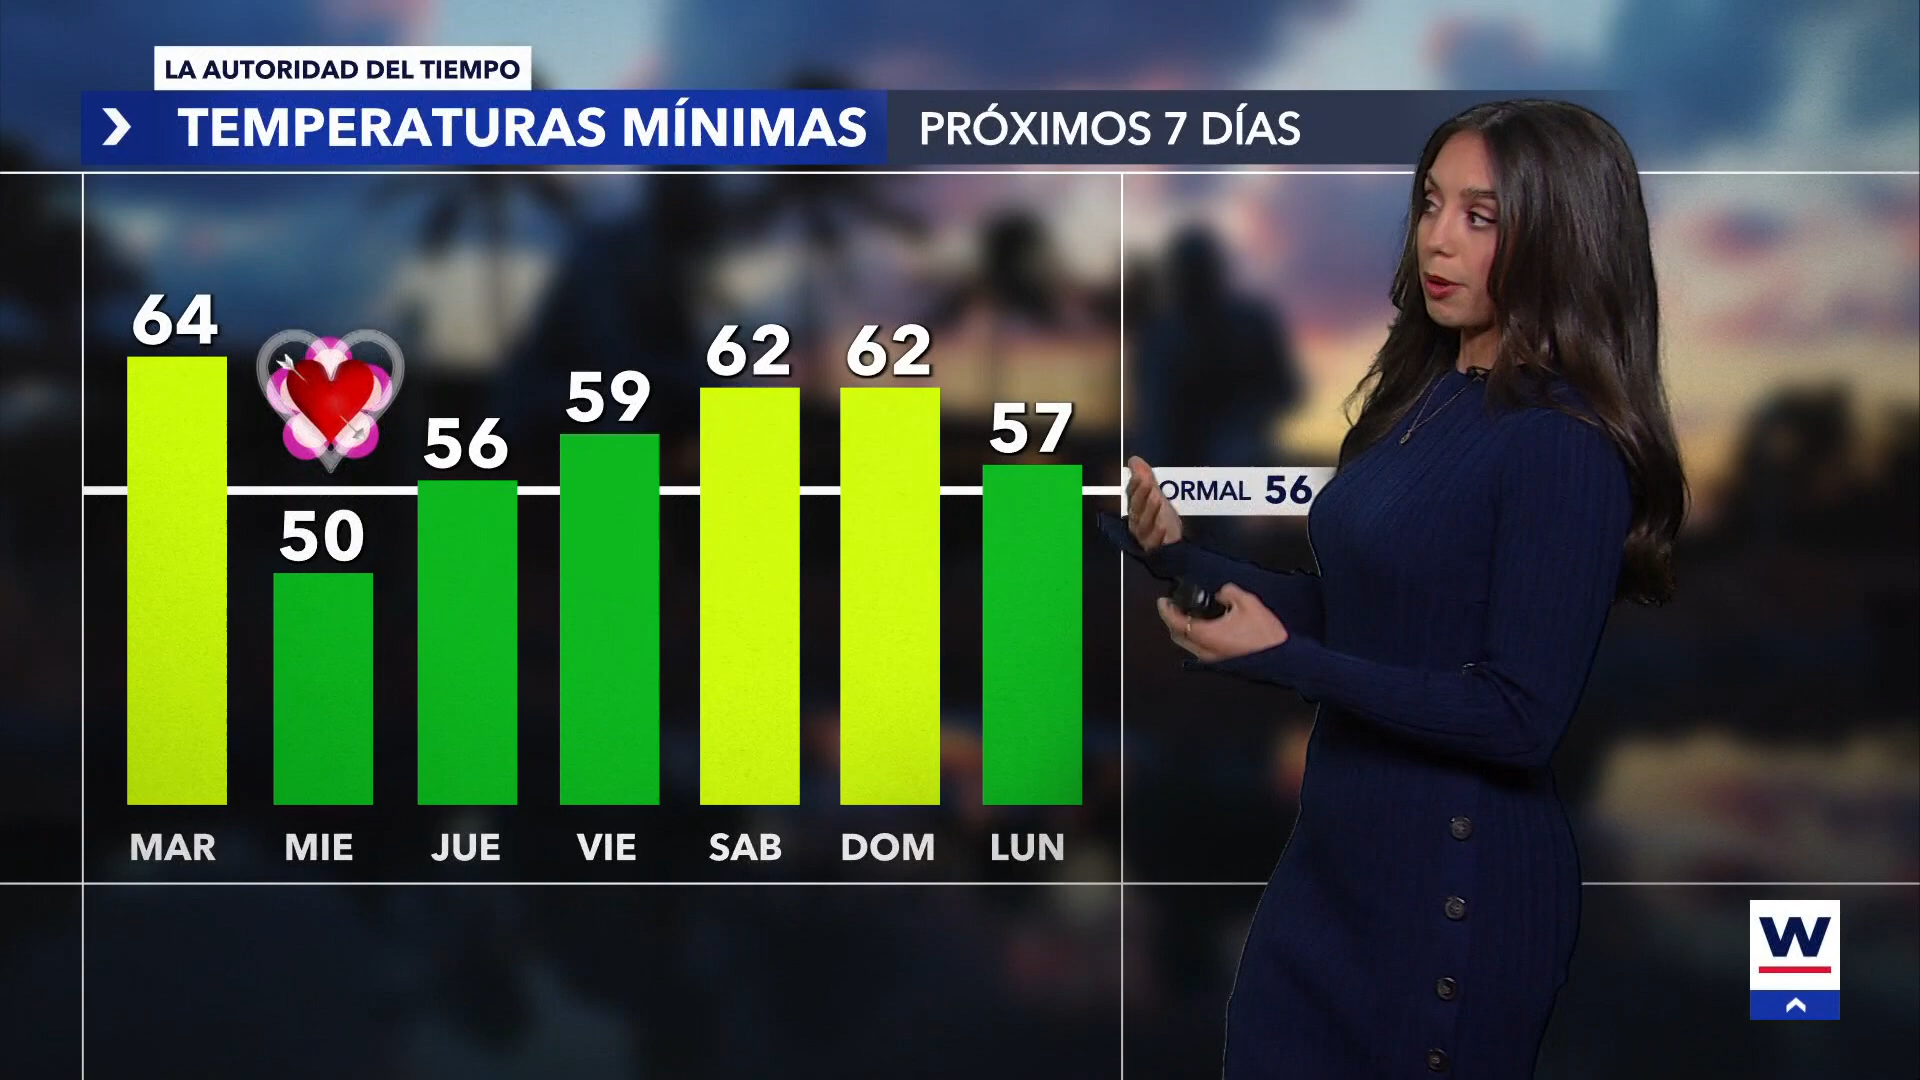 LA AUTORIDAD DEL TIEMPO
TEMPERATURAS MÍNIMAS PRÓXIMOS 7 DÍAS
64
50
56
59
62
62
57
ORMAL 56
MAR MIE JUE VIE SAB DOM LUN
W